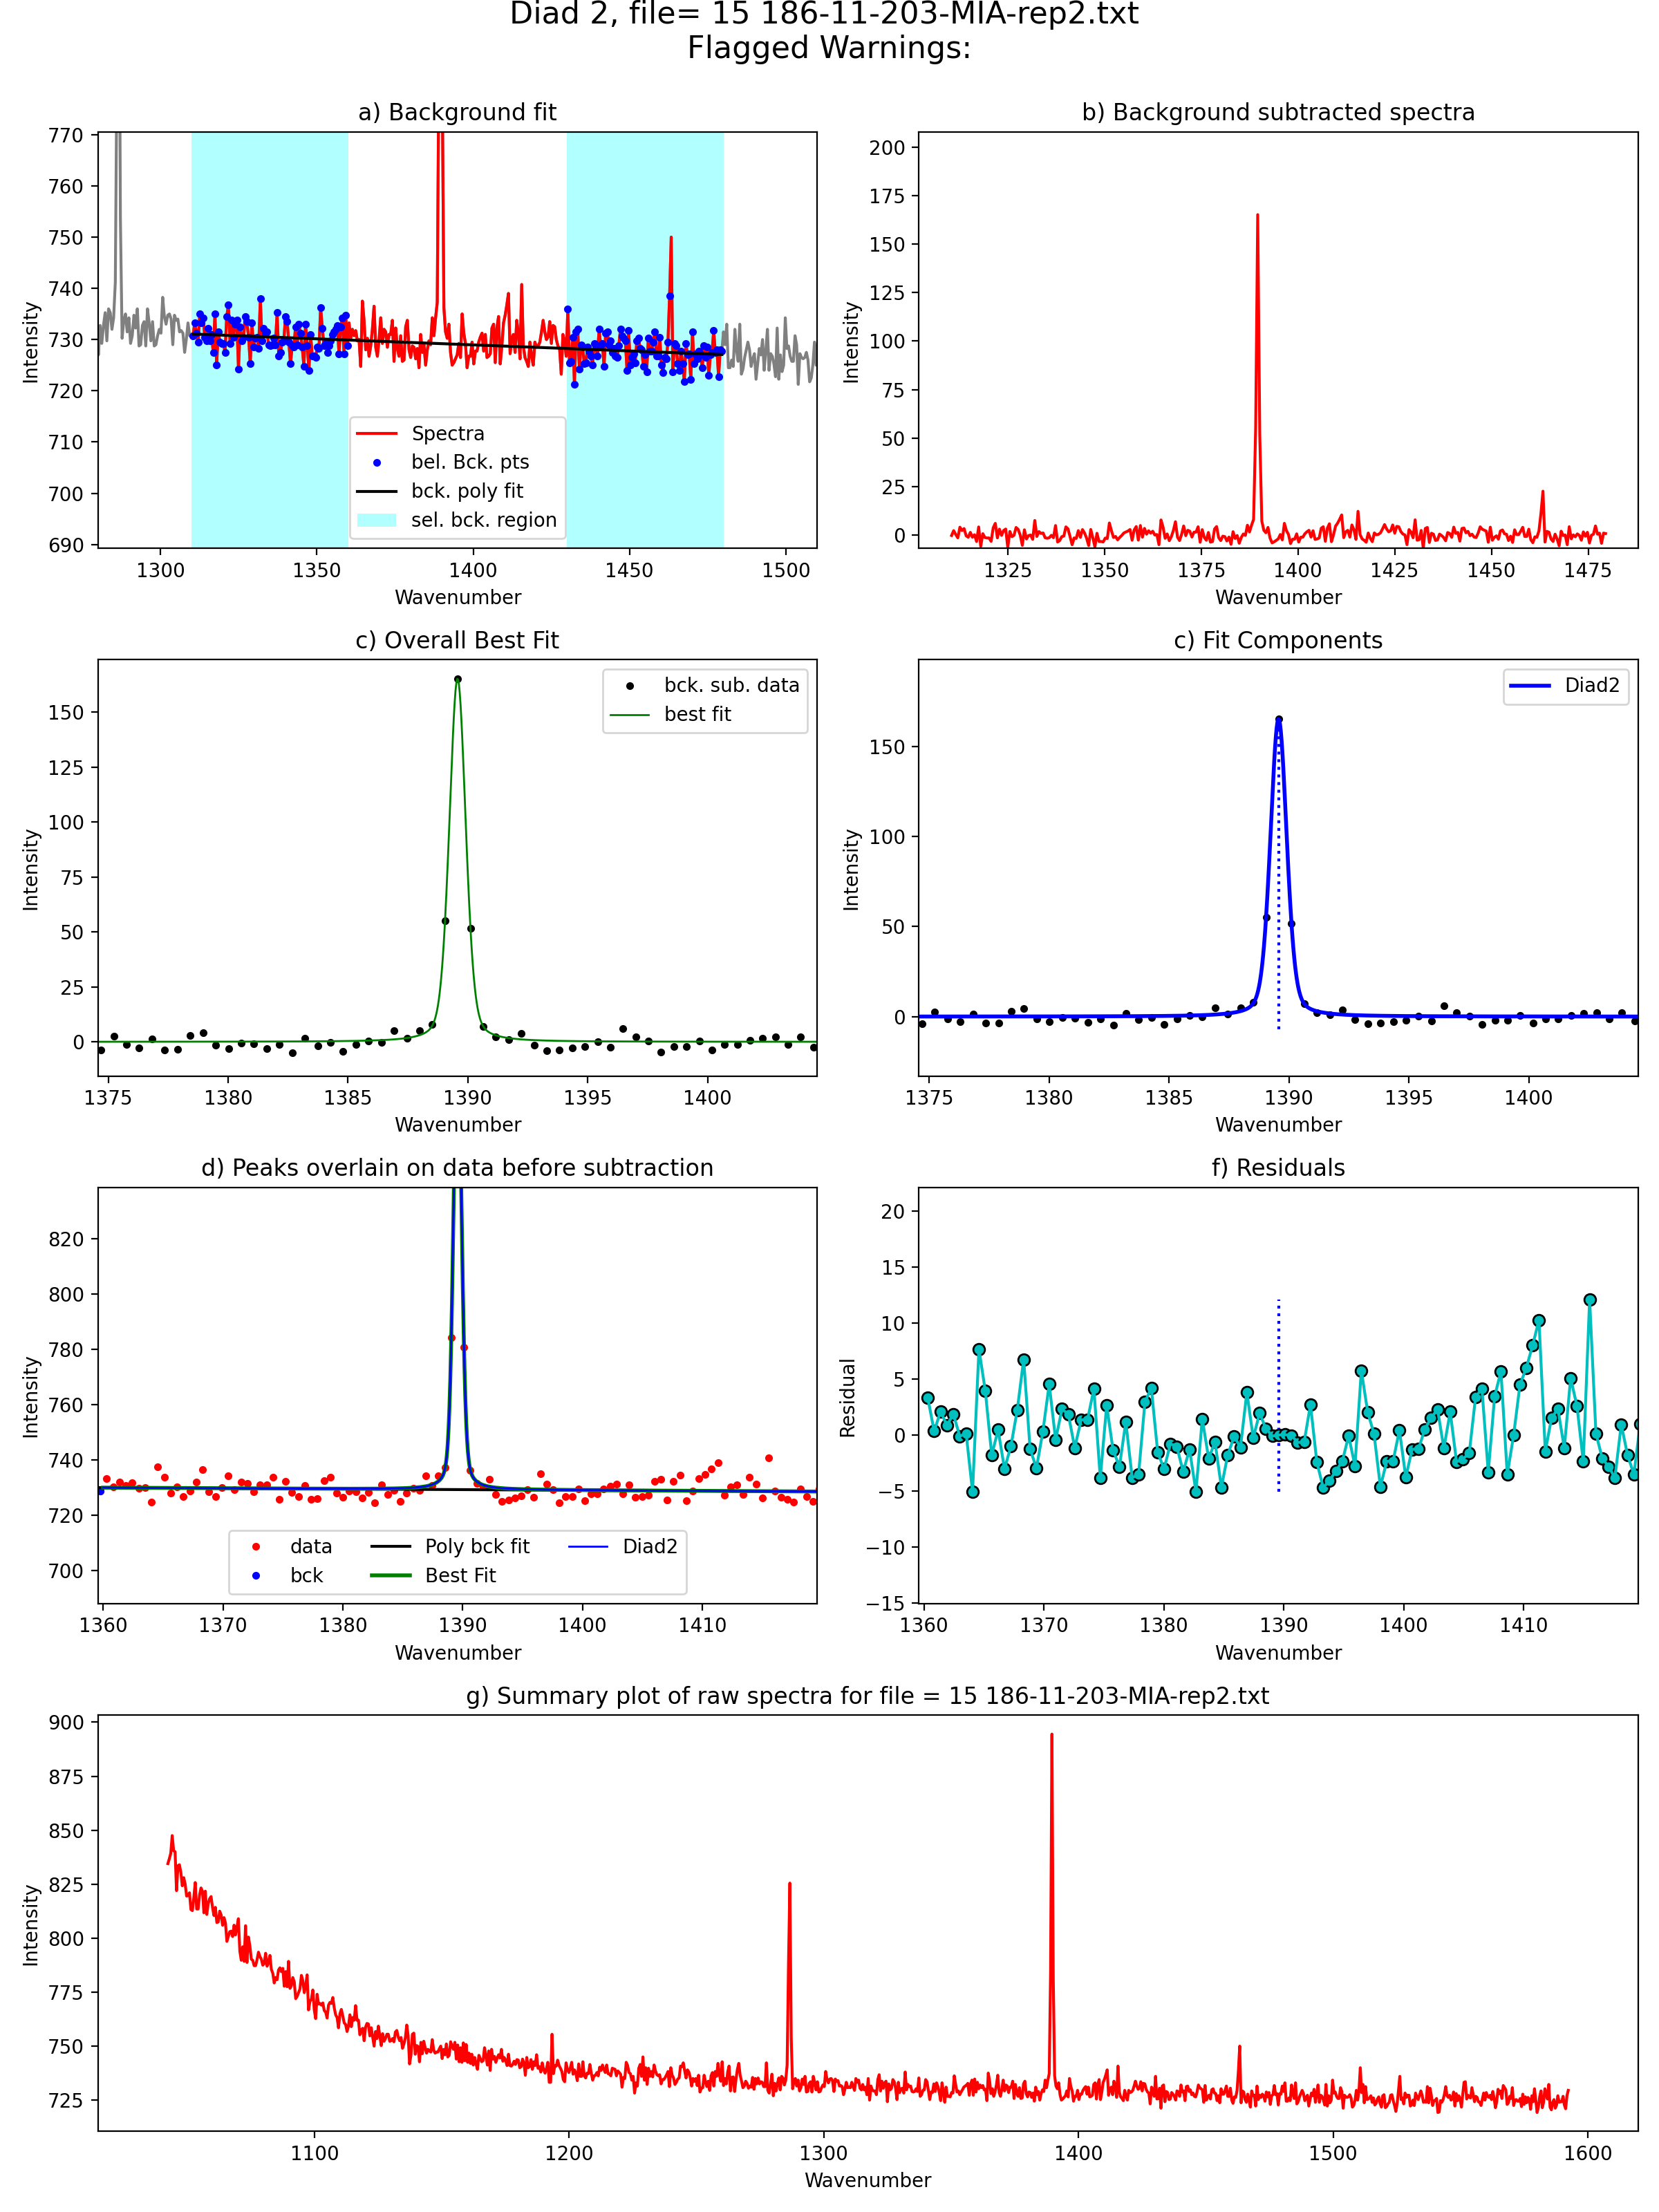 Diad 2, file= 15 186-11-203-MIA-rep2.txt
Flagged Warnings:
a) Background fit
770
760
750
740
730
720
710
700
690
Intensity
1300
1350
1400
1450
1500
Wavenumber
Spectra
bel. Bck. pts
bck. poly fit
sel. bck. region
b) Background subtracted spectra
200
175
150
125
100
75
50
25
0
Intensity
1325
1350
1375
1400
1425
1450
1475
Wavenumber
c) Overall Best Fit
150
125
100
75
50
25
0
Intensity
1375
1380
1385
1390
1395
1400
Wavenumber
bck. sub. data
best fit
c) Fit Components
150
100
50
0
Intensity
1375
1380
1385
1390
1395
1400
Wavenumber
Diad2
d) Peaks overlain on data before subtraction
820
800
780
760
740
720
700
Intensity
1360
1370
1380
1390
1400
1410
Wavenumber
data
bck
Poly bck fit
Best Fit
Diad2
f) Residuals
20
15
10
5
0
−5
−10
−15
Residual
1360
1370
1380
1390
1400
1410
Wavenumber
g) Summary plot of raw spectra for file = 15 186-11-203-MIA-rep2.txt
900
875
850
825
800
775
750
725
Intensity
1100
1200
1300
1400
1500
1600
Wavenumber